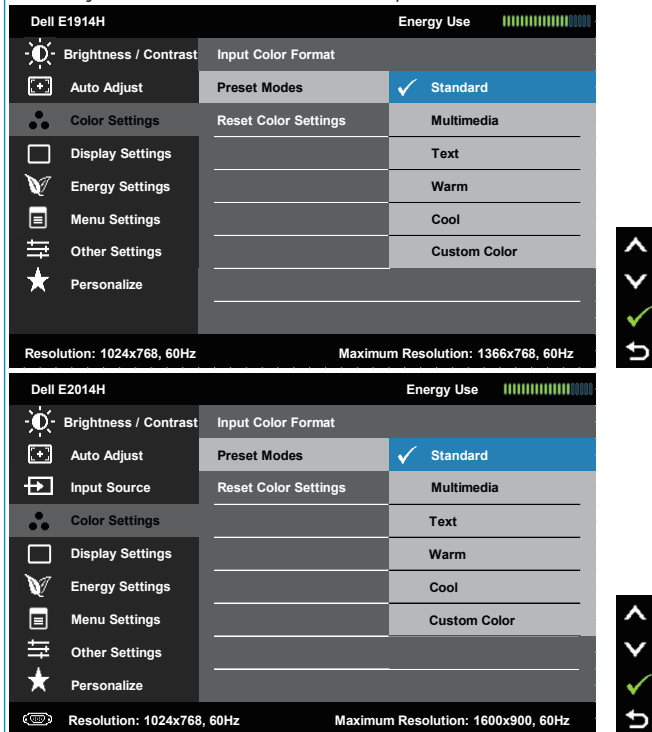 Dell E1914H Energy Use
Brightness / Contrast Input Color Format
Auto Adjust Preset Modes Standard
Color Settings Reset Color Settings Multimedia
Display Settings Text
Energy Settings Warm
Menu Settings Cool
Other Settings Custom Color
Personalize
Resolution: 1024x768, 60Hz Maximum Resolution: 1366x768, 60Hz
Dell E2014H Energy Use
Brightness / Contrast Input Color Format
Auto Adjust Preset Modes Standard
Input Source Reset Color Settings Multimedia
Color Settings Text
Display Settings Warm
Energy Settings Cool
Menu Settings Custom Color
Other Settings
Personalize
Resolution: 1024x768, 60Hz Maximum Resolution: 1600x900, 60Hz